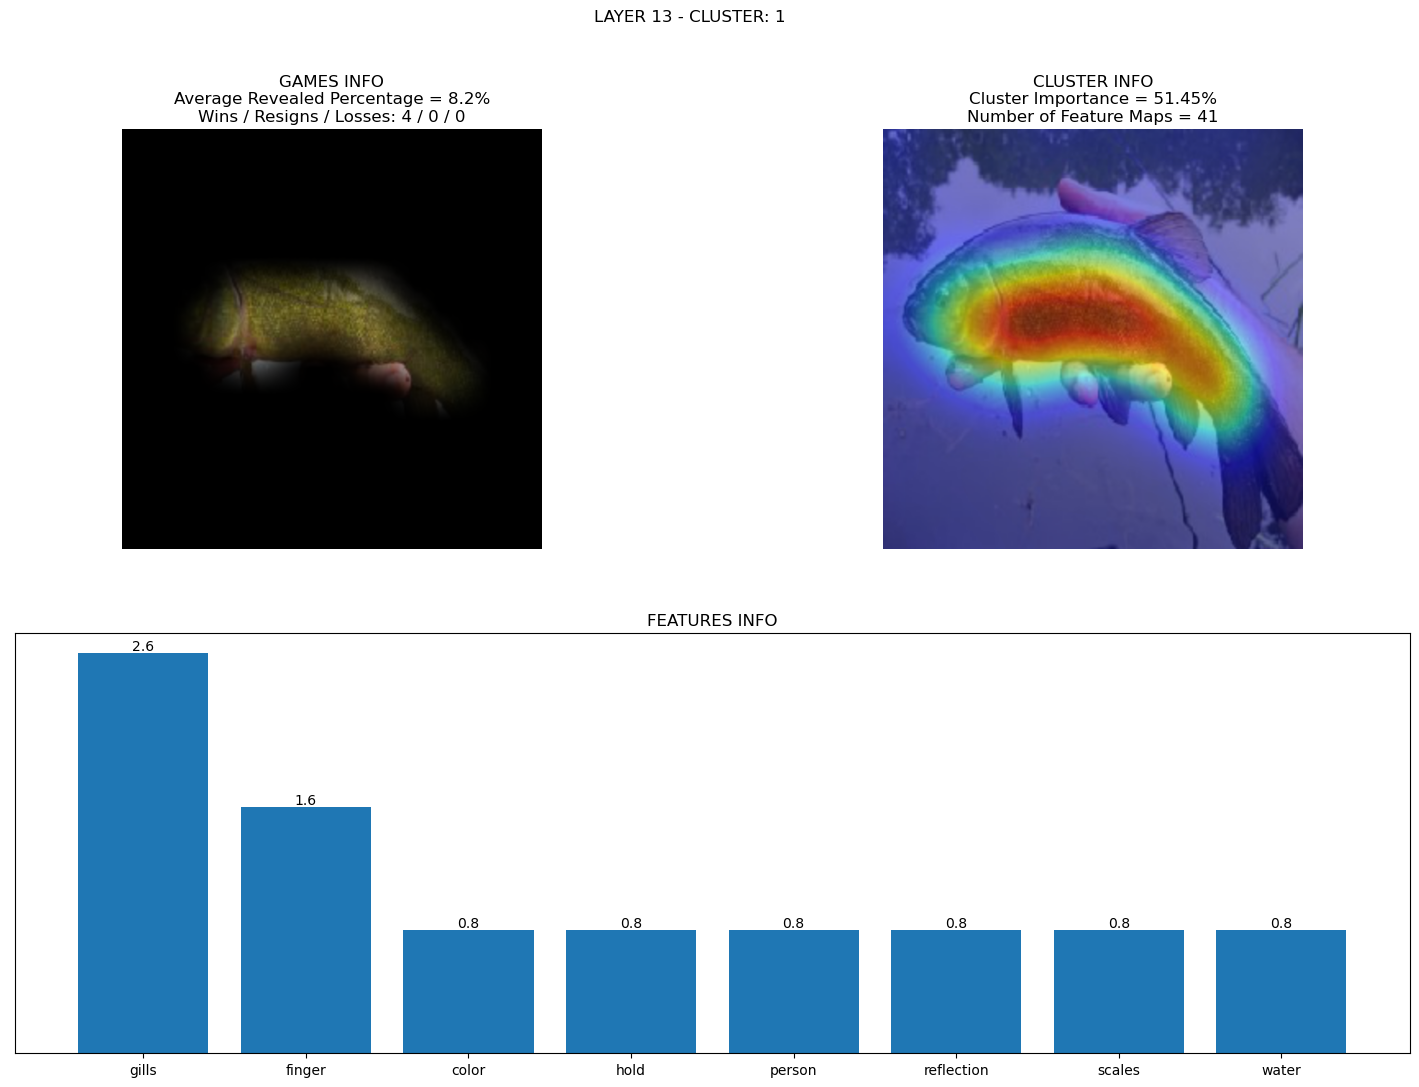 LAYER 13 - CLUSTER: 1
GAMES INFO
Average Revealed Percentage = 8.2%
Wins / Resigns / Losses: 4 / 0 / 0
CLUSTER INFO
Cluster Importance = 51.45%
Number of Feature Maps = 41
FEATURES INFO
2.6
1.6
0.8
0.8
0.8
0.8
0.8
0.8
gills
finger
color
hold
person
reflection
scales
water